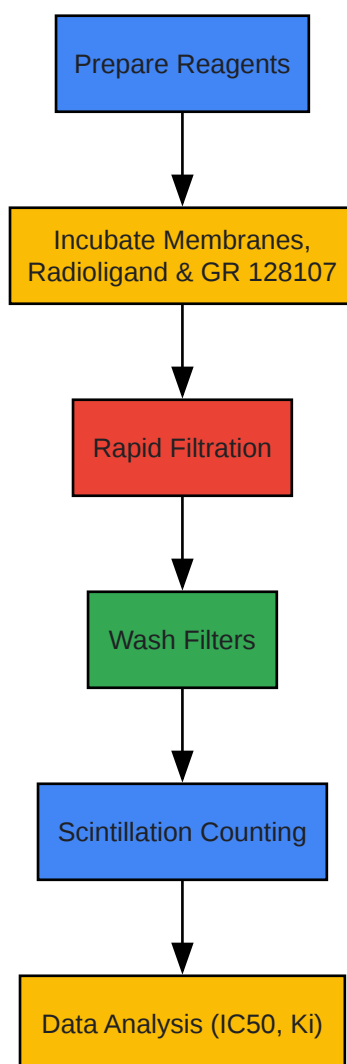 Prepare Reagents
Incubate Membranes,
Radioligand & GR 128107
Rapid Filtration
Wash Filters
Scintillation Counting
Data Analysis (IC50, Ki)